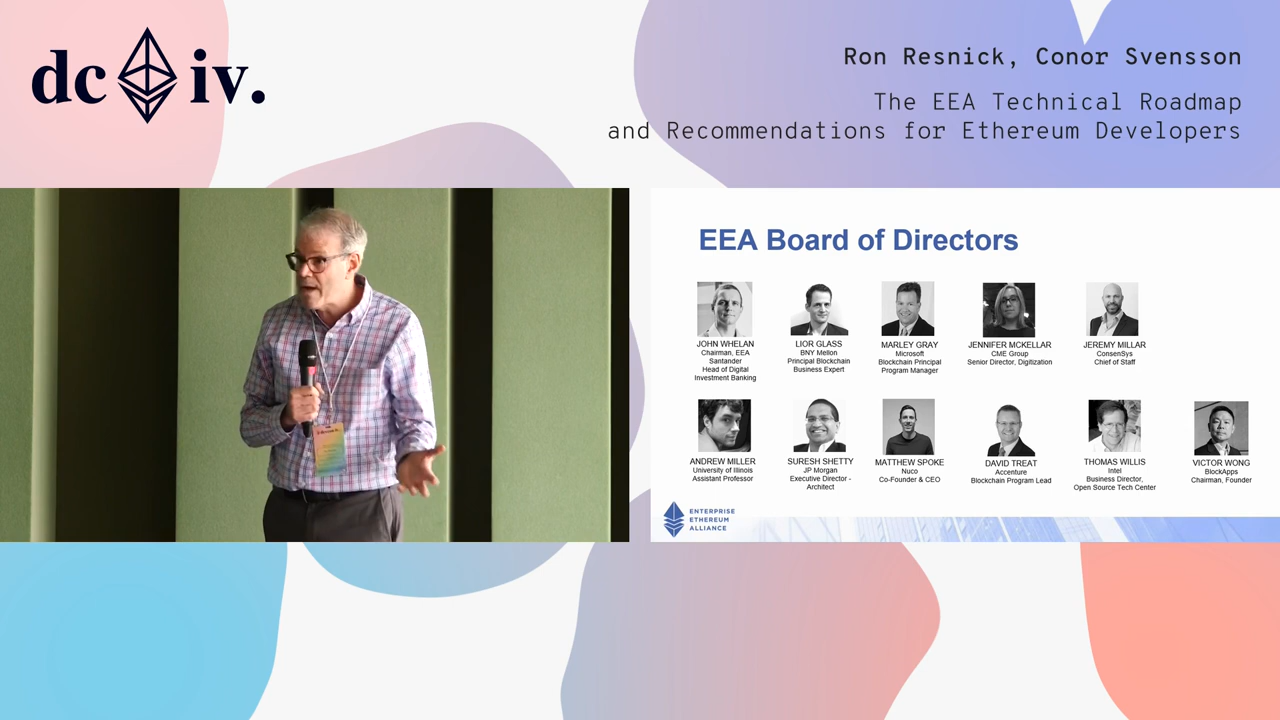 dc iv.
Ron Resnick, Conor Svensson
The EEA Technical Roadmap
and Recommendations for Ethereum Developers
EEA Board of Directors
JOHN WHELAN
Chairman, EEA
Santander
Head of Digital
Investment Banking
LIOR GLASS
BNY Mellon
Principal Blockchain
Business Expert
MARLEY GRAY
Microsoft
Blockchain Principal
Program Manager
JENNIFER MCKELLAR
CME Group
Senior Director, Digitization
JEREMY MILLAR
ConsenSys
Chief of Staff
ANDREW MILLER
University of Illinois
Assistant Professor
SURESH SHETTY
JP Morgan
Executive Director -
Architect
MATTHEW SPOKE
Nuco
Co-Founder & CEO
DAVID TREAT
Accenture
Blockchain Program Lead
THOMAS WILLIS
Intel
Business Director,
Open Source Tech Center
VICTOR WONG
BlockApps
Chairman, Founder
ENTERPRISE
ETHEREUM
ALLIANCE